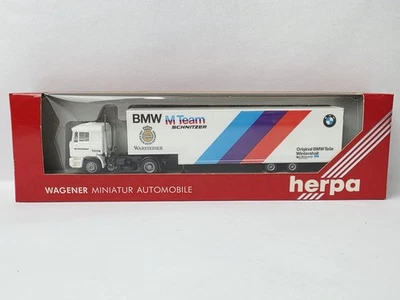 BMW M Team
SCHNITZER
WARSTEINER
Original BMW Teile
WAGENER MINIATUR AUTOMOBILE
herpa